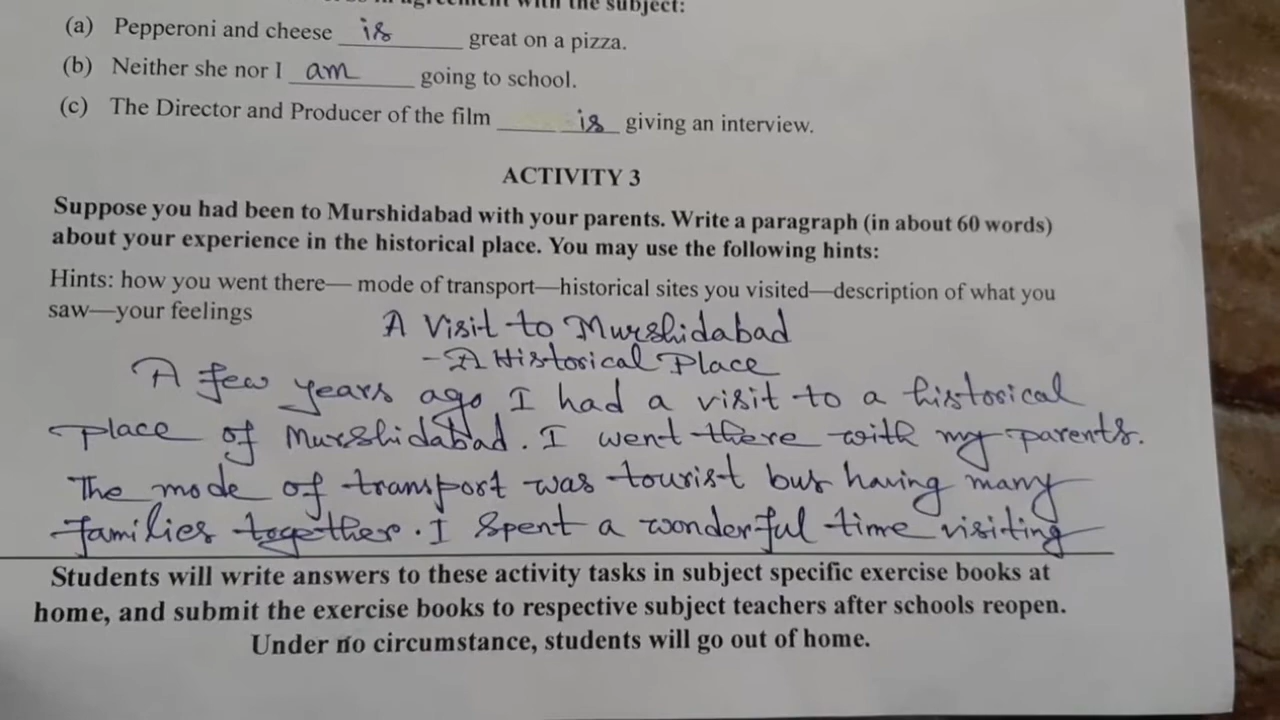 agreement with the subject:
(a) Pepperoni and cheese is great on a pizza.
(b) Neither she nor I am going to school.
(c) The Director and Producer of the film is giving an interview.
ACTIVITY 3
Suppose you had been to Murshidabad with your parents. Write a paragraph (in about 60 words)
about your experience in the historical place. You may use the following hints:
Hints: how you went there— mode of transport—historical sites you visited—description of what you
saw—your feelings
A Visit to Murshidabad
-A Historical Place
A few years ago I had a visit to a historical
place of Murshidabad. I went there with my parents.
The mode of transport was tourist bus having many
families together. I spent a wonderful time visiting
Students will write answers to these activity tasks in subject specific exercise books at
home, and submit the exercise books to respective subject teachers after schools reopen.
Under no circumstance, students will go out of home.